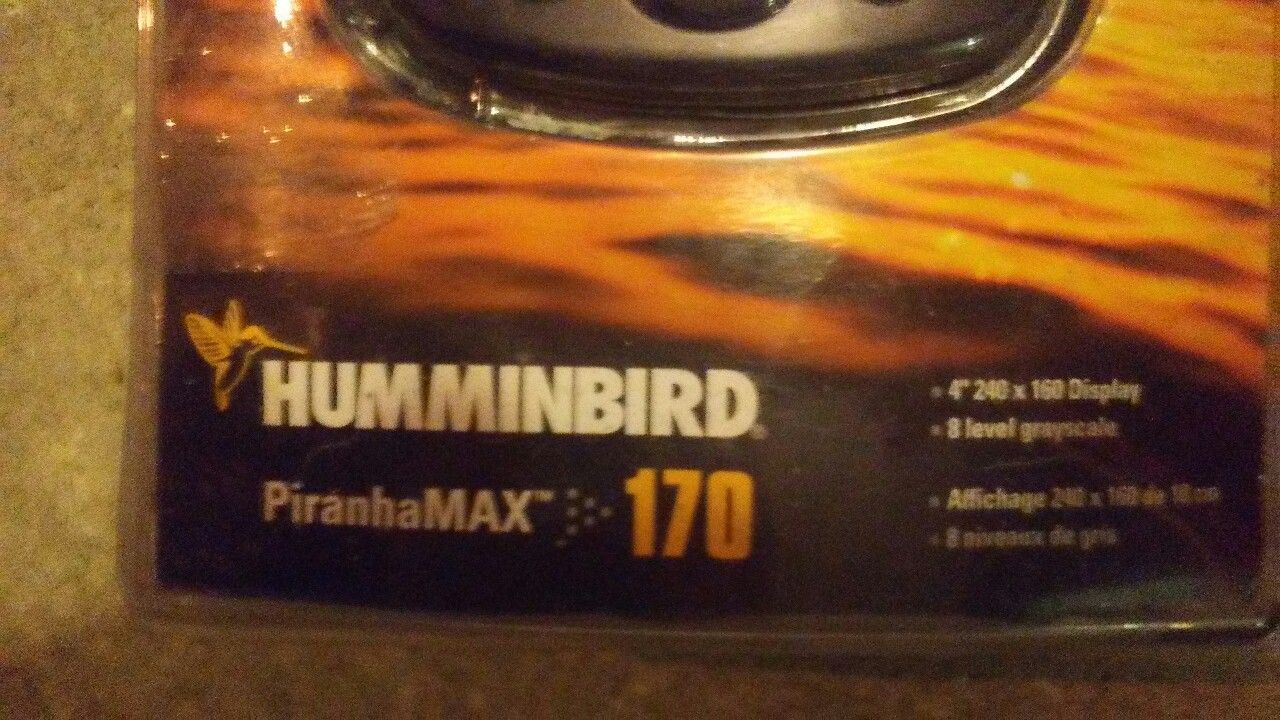 HUMMINBIRD®
PiranhaMAX™ 170
• 4" 240 x 160 Display
• 8 level grayscale
• Affichage 240 x 160 de 10 cm
• 8 niveaux de gris